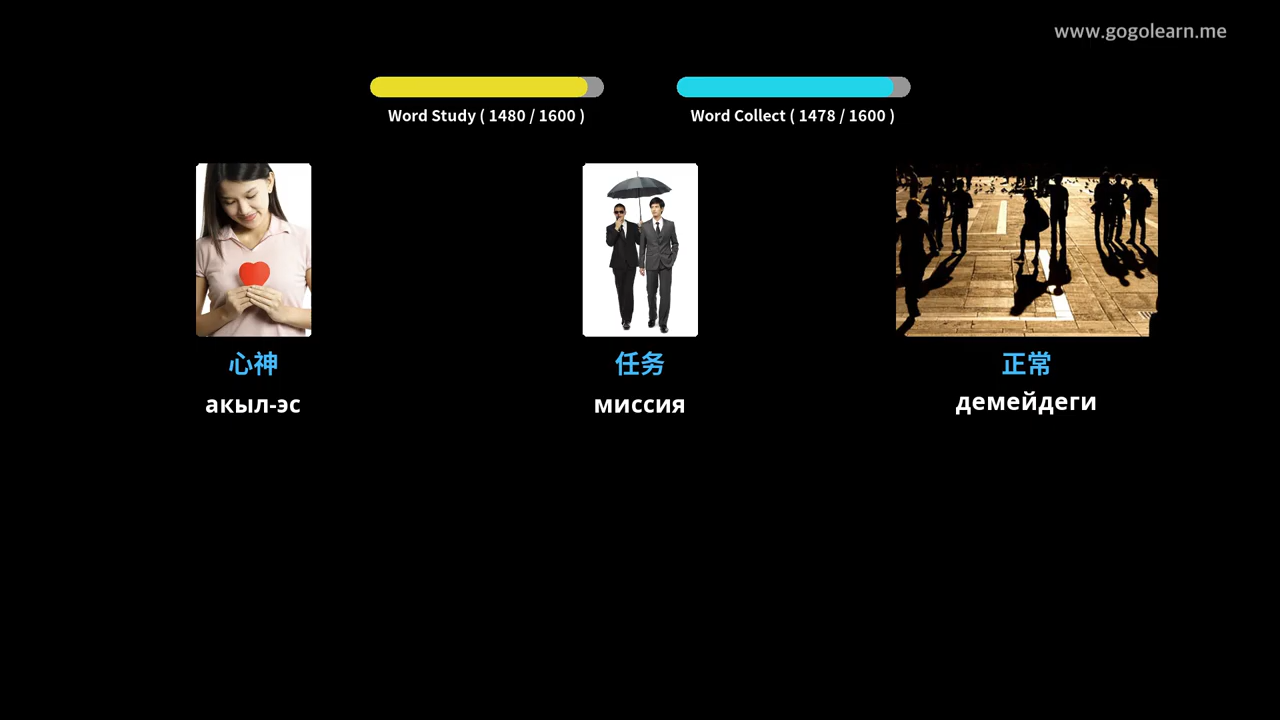 www.gogolearn.me
Word Study ( 1480 / 1600 )
Word Collect ( 1478 / 1600 )
心神
任务
正常
акыл-эс
миссия
демейдеги